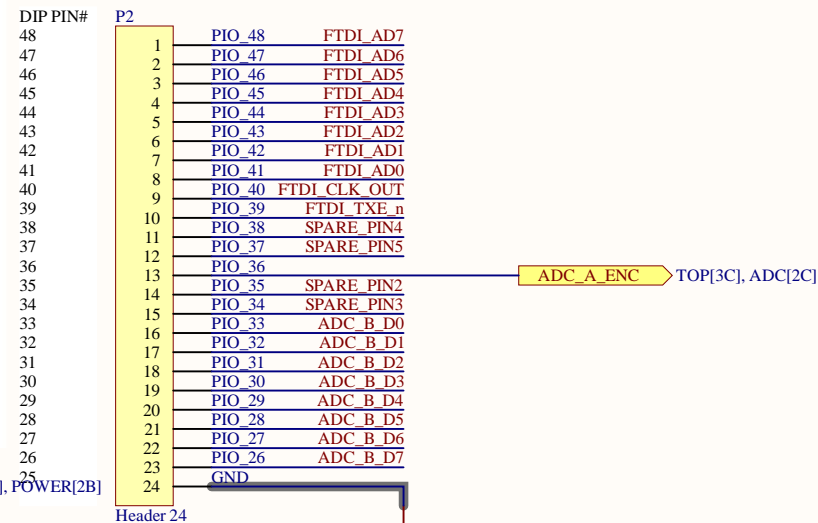 DIP PIN# P2
48 1 PIO_48 FTDI_AD7
47 2 PIO_47 FTDI_AD6
46 3 PIO_46 FTDI_AD5
45 4 PIO_45 FTDI_AD4
44 5 PIO_44 FTDI_AD3
43 6 PIO_43 FTDI_AD2
42 7 PIO_42 FTDI_AD1
41 8 PIO_41 FTDI_AD0
40 9 PIO_40 FTDI_CLK_OUT
39 10 PIO_39 FTDI_TXE_n
38 11 PIO_38 SPARE_PIN4
37 12 PIO_37 SPARE_PIN5
36 13 PIO_36 ADC_A_ENC TOP[3C], ADC[2C]
35 14 PIO_35 SPARE_PIN2
34 15 PIO_34 SPARE_PIN3
33 16 PIO_33 ADC_B_D0
32 17 PIO_32 ADC_B_D1
31 18 PIO_31 ADC_B_D2
30 19 PIO_30 ADC_B_D3
29 20 PIO_29 ADC_B_D4
28 21 PIO_28 ADC_B_D5
27 22 PIO_27 ADC_B_D6
26 23 PIO_26 ADC_B_D7
25 24 GND
], POWER[2B]
Header 24